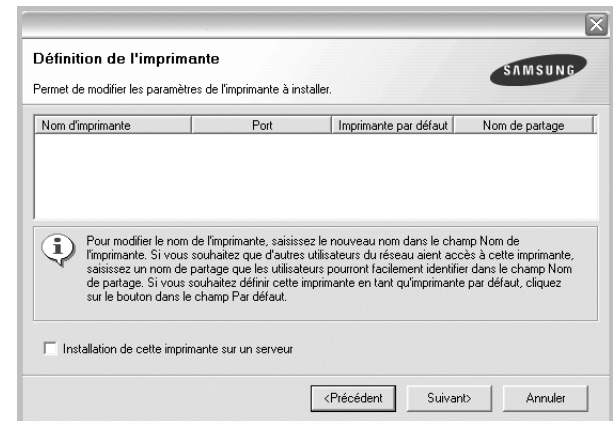 Définition de l'imprimante
SAMSUNG
Permet de modifier les paramètres de l'imprimante à installer.
Nom d'imprimante Port Imprimante par défaut Nom de partage
Pour modifier le nom de l'imprimante, saisissez le nouveau nom dans le champ Nom de
l'imprimante. Si vous souhaitez que d'autres utilisateurs du réseau aient accès à cette imprimante,
saisissez un nom de partage que les utilisateurs pourront facilement identifier dans le champ Nom
de partage. Si vous souhaitez définir cette imprimante en tant qu'imprimante par défaut, cliquez
sur le bouton dans le champ Par défaut.
Installation de cette imprimante sur un serveur
<Précédent Suivant> Annuler